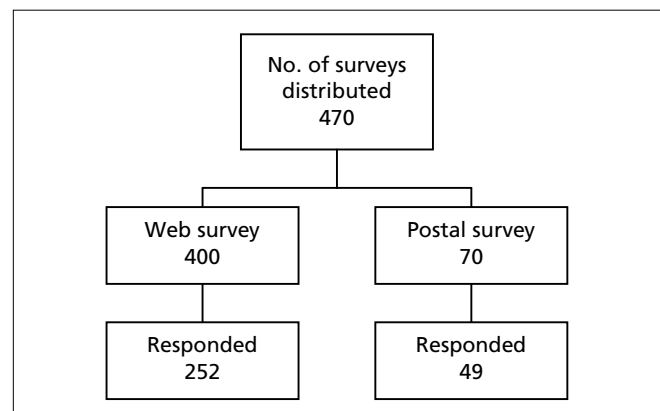 No. of surveys
distributed
470
Web survey
400
Postal survey
70
Responded
252
Responded
49